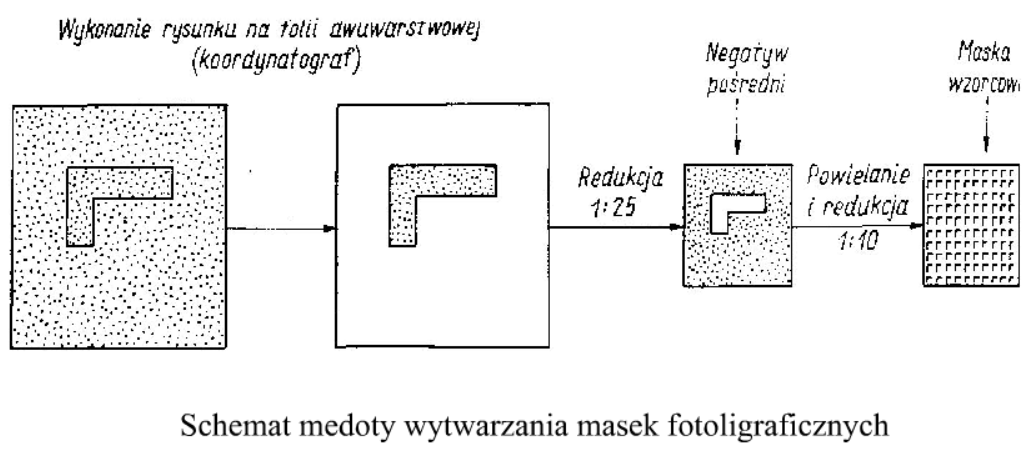 Wykonanie rysunku na folii dwuwarstwowej
(koordynatograf)
Negatyw
pośredni
Maska
wzorcowa
Redukcja
1:25
Powielanie
i redukcja
1:10
Schemat medoty wytwarzania masek fotoligraficznych